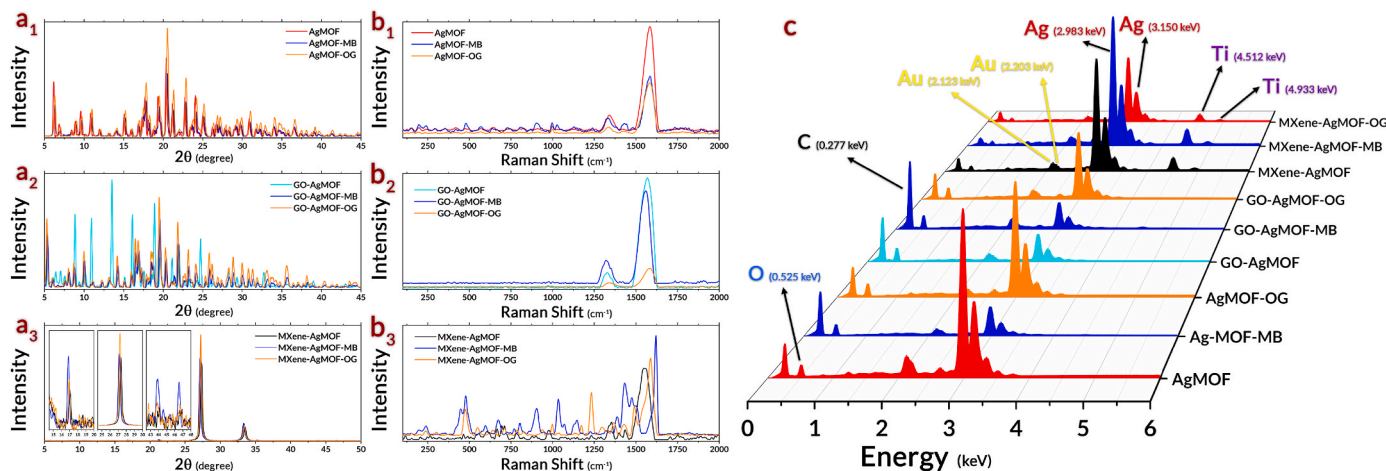 a1
Intensity
AgMOF
AgMOF-MB
AgMOF-OG
5 10 15 20 25 30 35 40 45
2θ (degree)
b1
Intensity
AgMOF
AgMOF-MB
AgMOF-OG
250 500 750 1000 1250 1500 1750 2000
Raman Shift (cm-1)
a2
Intensity
GO-AgMOF
GO-AgMOF-MB
GO-AgMOF-OG
5 10 15 20 25 30 35 40 45
2θ (degree)
b2
Intensity
GO-AgMOF
GO-AgMOF-MB
GO-AgMOF-OG
250 500 750 1000 1250 1500 1750 2000
Raman Shift (cm-1)
a3
Intensity
MXene-AgMOF
MXene-AgMOF-MB
MXene-AgMOF-OG
5 10 15 20 25 30 35 40 45
2θ (degree)
b3
Intensity
MXene-AgMOF
MXene-AgMOF-MB
MXene-AgMOF-OG
250 500 750 1000 1250 1500 1750 2000
Raman Shift (cm-1)
c
Ag (2.983 keV)
Ag (3.150 keV)
Ti (4.512 keV)
Ti (4.933 keV)
Au (2.203 keV)
Au (2.123 keV)
C (0.277 keV)
O (0.525 keV)
MXene-AgMOF-OG
MXene-AgMOF-MB
MXene-AgMOF
GO-AgMOF-OG
GO-AgMOF-MB
GO-AgMOF
AgMOF-OG
Ag-MOF-MB
AgMOF
0 1 2 3 4 5 6
Energy (keV)